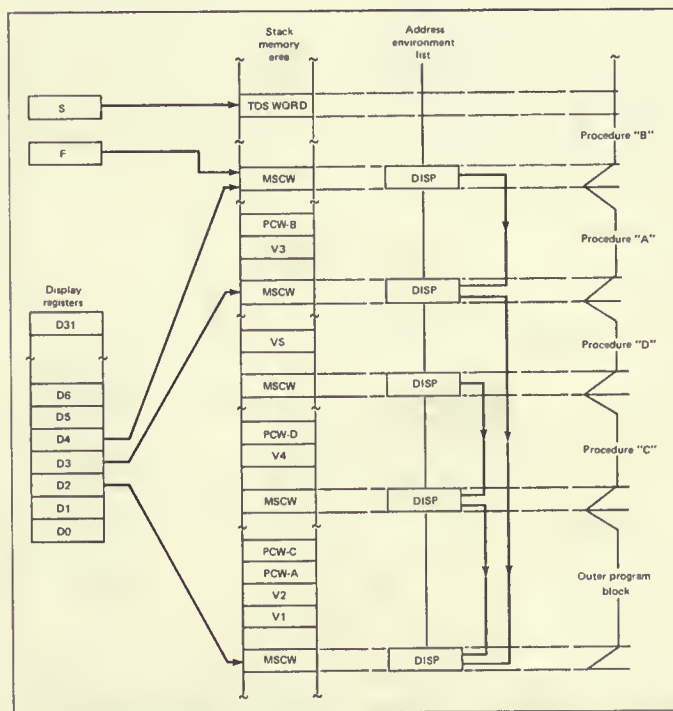 Stack
memory
area
Address
environment
list
S
TOS WORD
Procedure "B"
F
MSCW
DISP
PCW-B
V3
Procedure "A"
Display
registers
MSCW
DISP
D31
V5
Procedure "D"
MSCW
DISP
D6
D5
D4
D3
D2
D1
D0
PCW-D
V4
Procedure "C"
MSCW
DISP
PCW-C
PCW-A
V2
V1
Outer program
block
MSCW
DISP